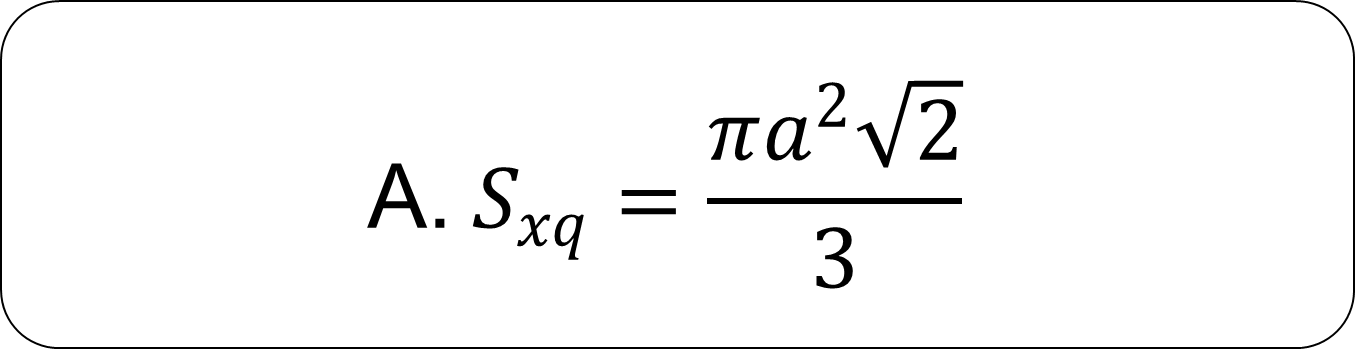 A. $S_{xq} = \frac{\pi a^2 \sqrt{2}}{3}$